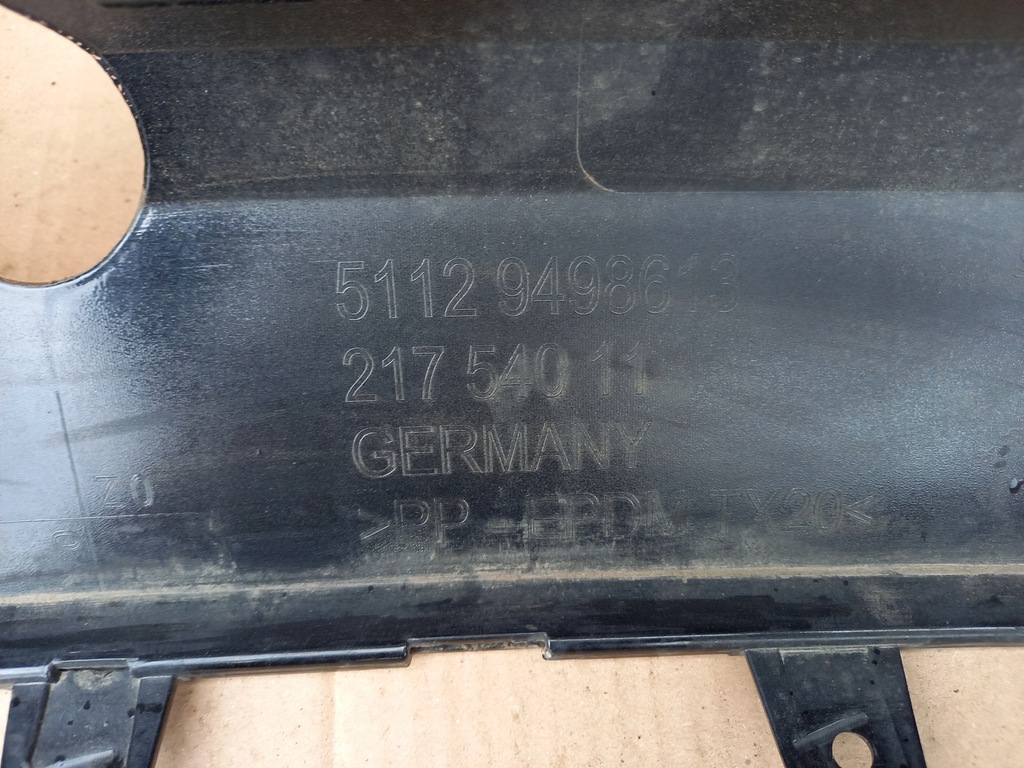 5112 9498613
217 540 11
GERMANY
>PP-EPDM TX20<